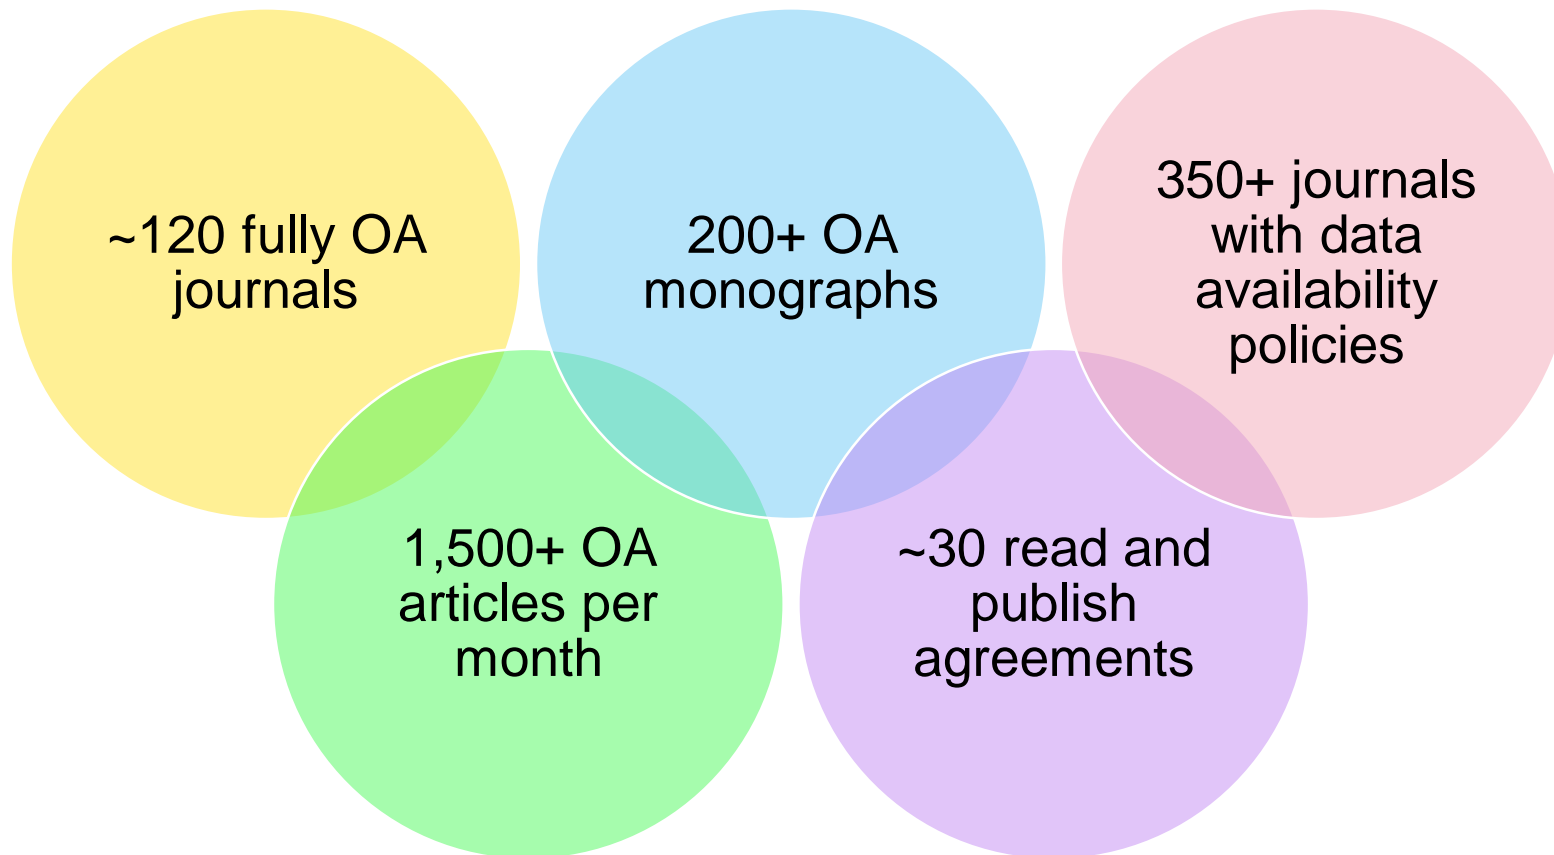 ~120 fully OA
journals
200+ OA
monographs
350+ journals
with data
availability
policies
1,500+ OA
articles per
month
~30 read and
publish
agreements